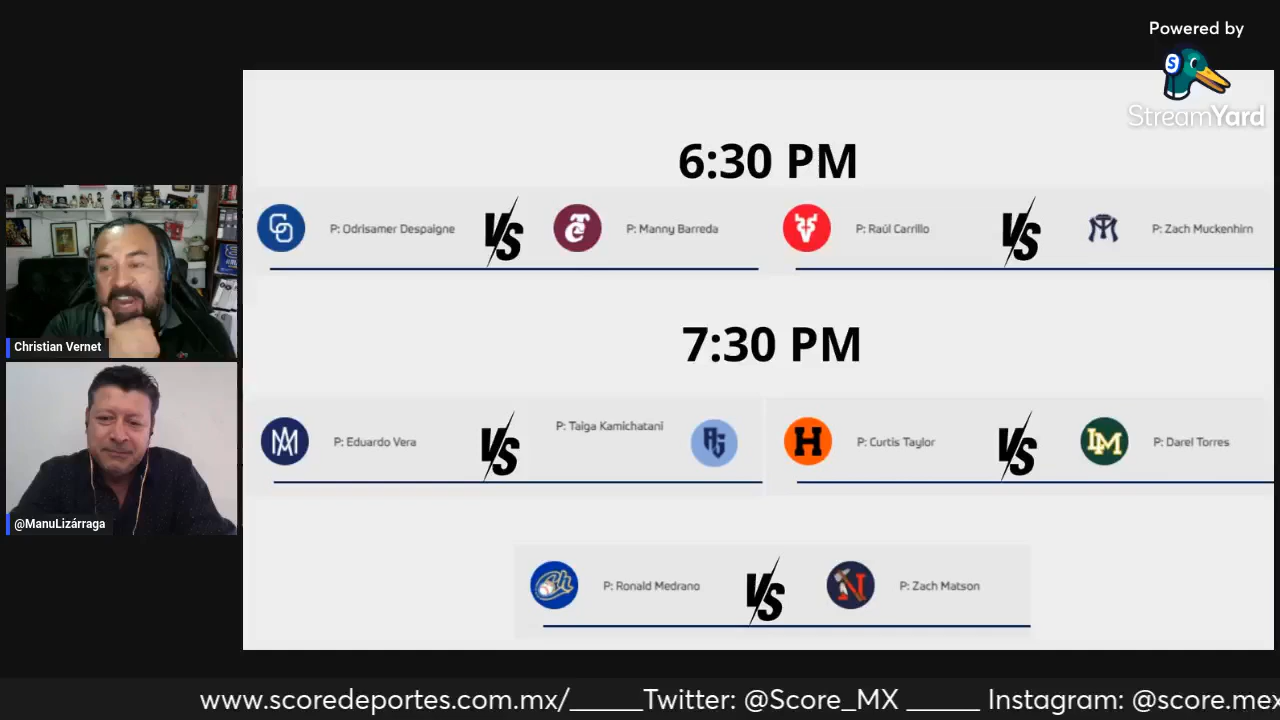 Powered by
StreamYard
6:30 PM
P: Odrisamer Despaigne
VS
P: Manny Barreda
P: Raúl Carrillo
VS
P: Zach Muckenhirn
7:30 PM
P: Eduardo Vera
VS
P: Taiga Kamichatani
P: Curtis Taylor
VS
H
LM
P: Darel Torres
P: Ronald Medrano
VS
N
P: Zach Matson
Christian Vernet
@ManuLizárraga
www.scoredeportes.com.mx/_____Twitter: @Score_MX _____ Instagram: @score.mex